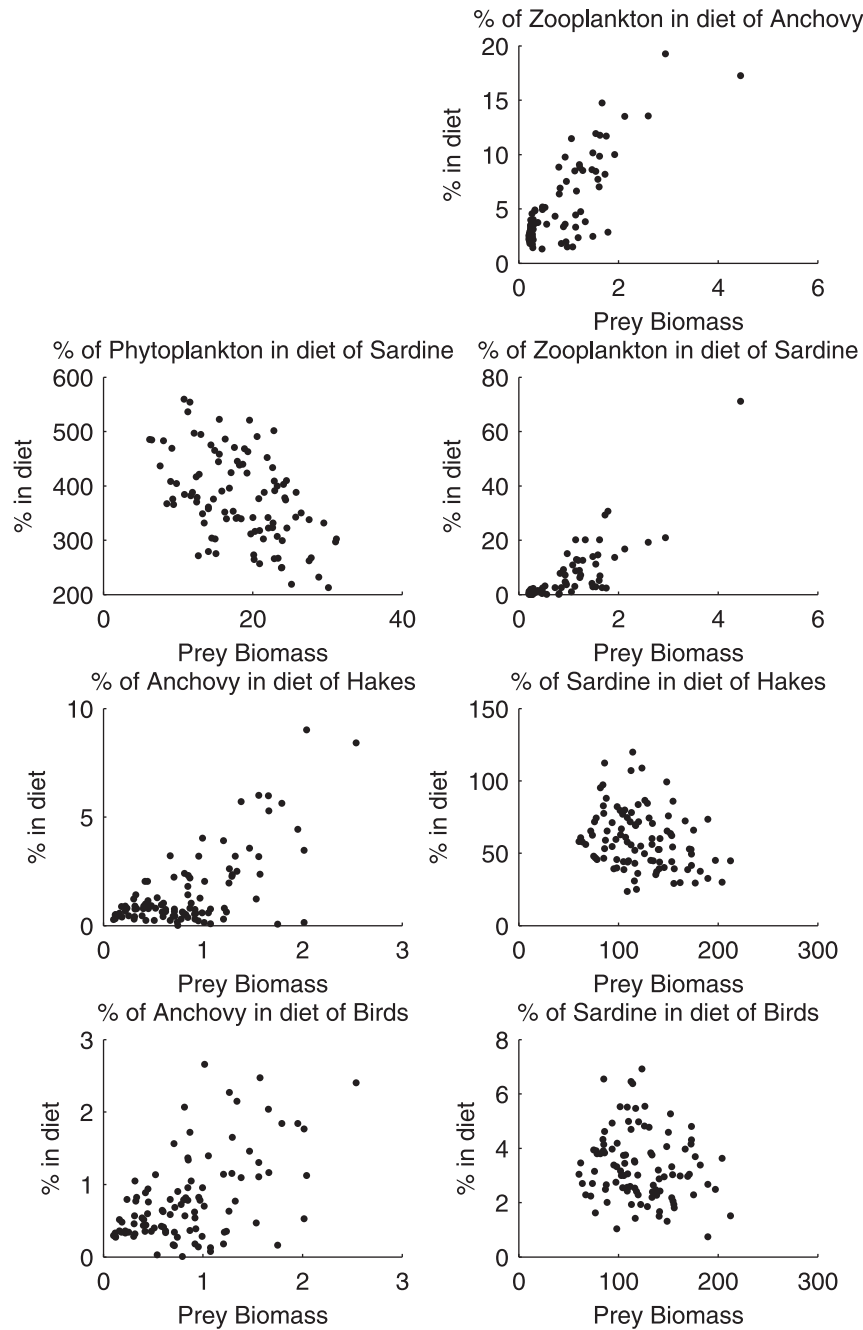 % of Zooplankton in diet of Anchovy
20
15
10
5
0
% in diet
0 2 4 6
Prey Biomass
% of Phytoplankton in diet of Sardine
600
500
400
300
200
% in diet
0 20 40
Prey Biomass
% of Zooplankton in diet of Sardine
80
60
40
20
0
% in diet
0 2 4 6
Prey Biomass
% of Anchovy in diet of Hakes
10
5
0
% in diet
0 1 2 3
Prey Biomass
% of Sardine in diet of Hakes
150
100
50
0
% in diet
0 100 200 300
Prey Biomass
% of Anchovy in diet of Birds
3
2
1
0
% in diet
0 1 2 3
Prey Biomass
% of Sardine in diet of Birds
8
6
4
2
0
% in diet
0 100 200 300
Prey Biomass